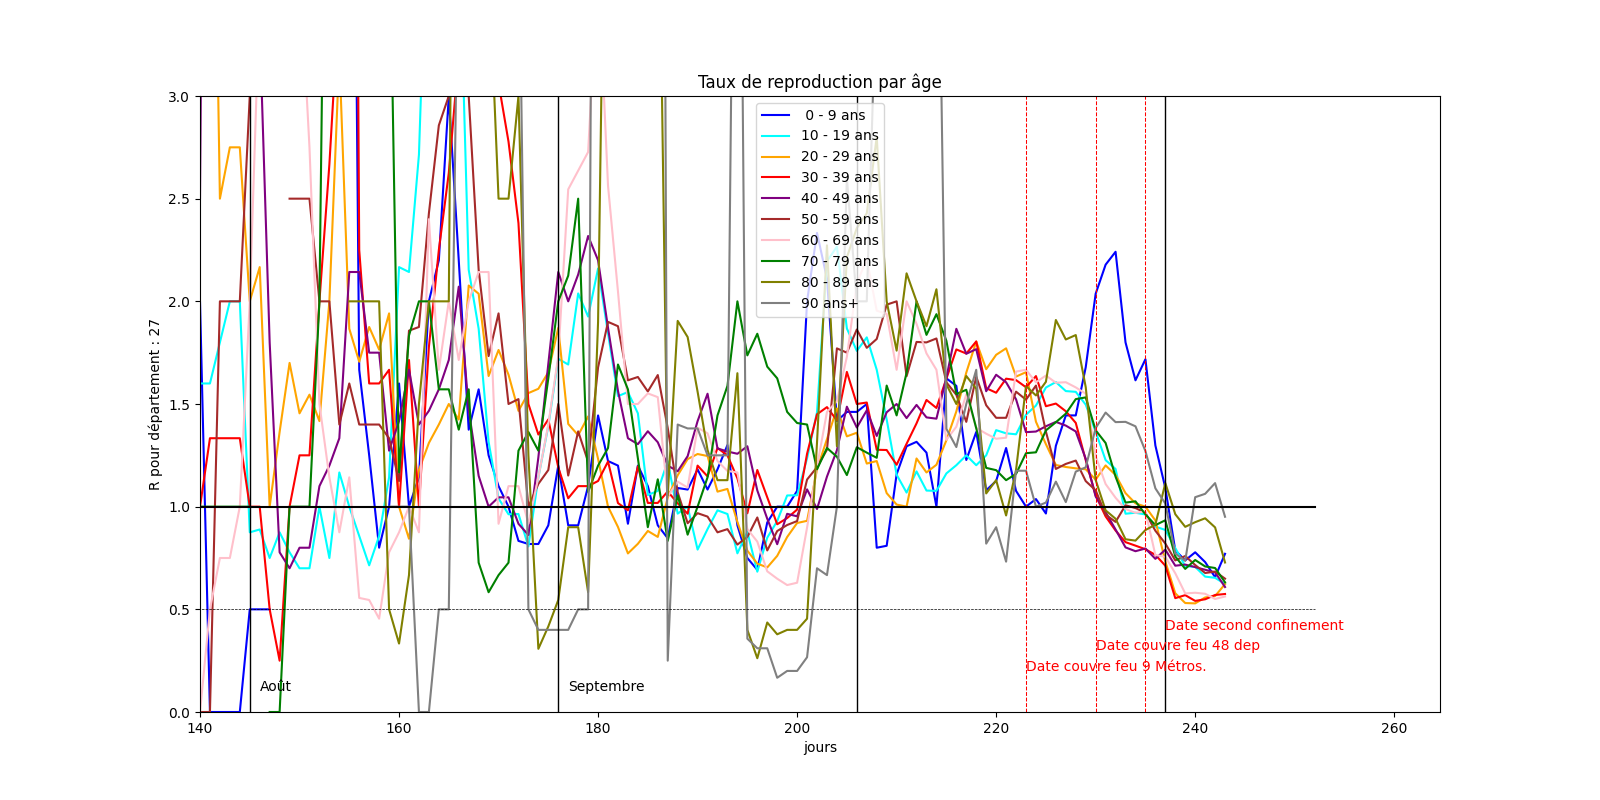 Taux de reproduction par âge
3.0
2.5
2.0
1.5
1.0
0.5
0.0
R pour département : 27
0 - 9 ans
10 - 19 ans
20 - 29 ans
30 - 39 ans
40 - 49 ans
50 - 59 ans
60 - 69 ans
70 - 79 ans
80 - 89 ans
90 ans+
Date second confinement
Date couvre feu 48 dep
Date couvre feu 9 Métros.
Août
Septembre
140
160
180
200
220
240
260
jours